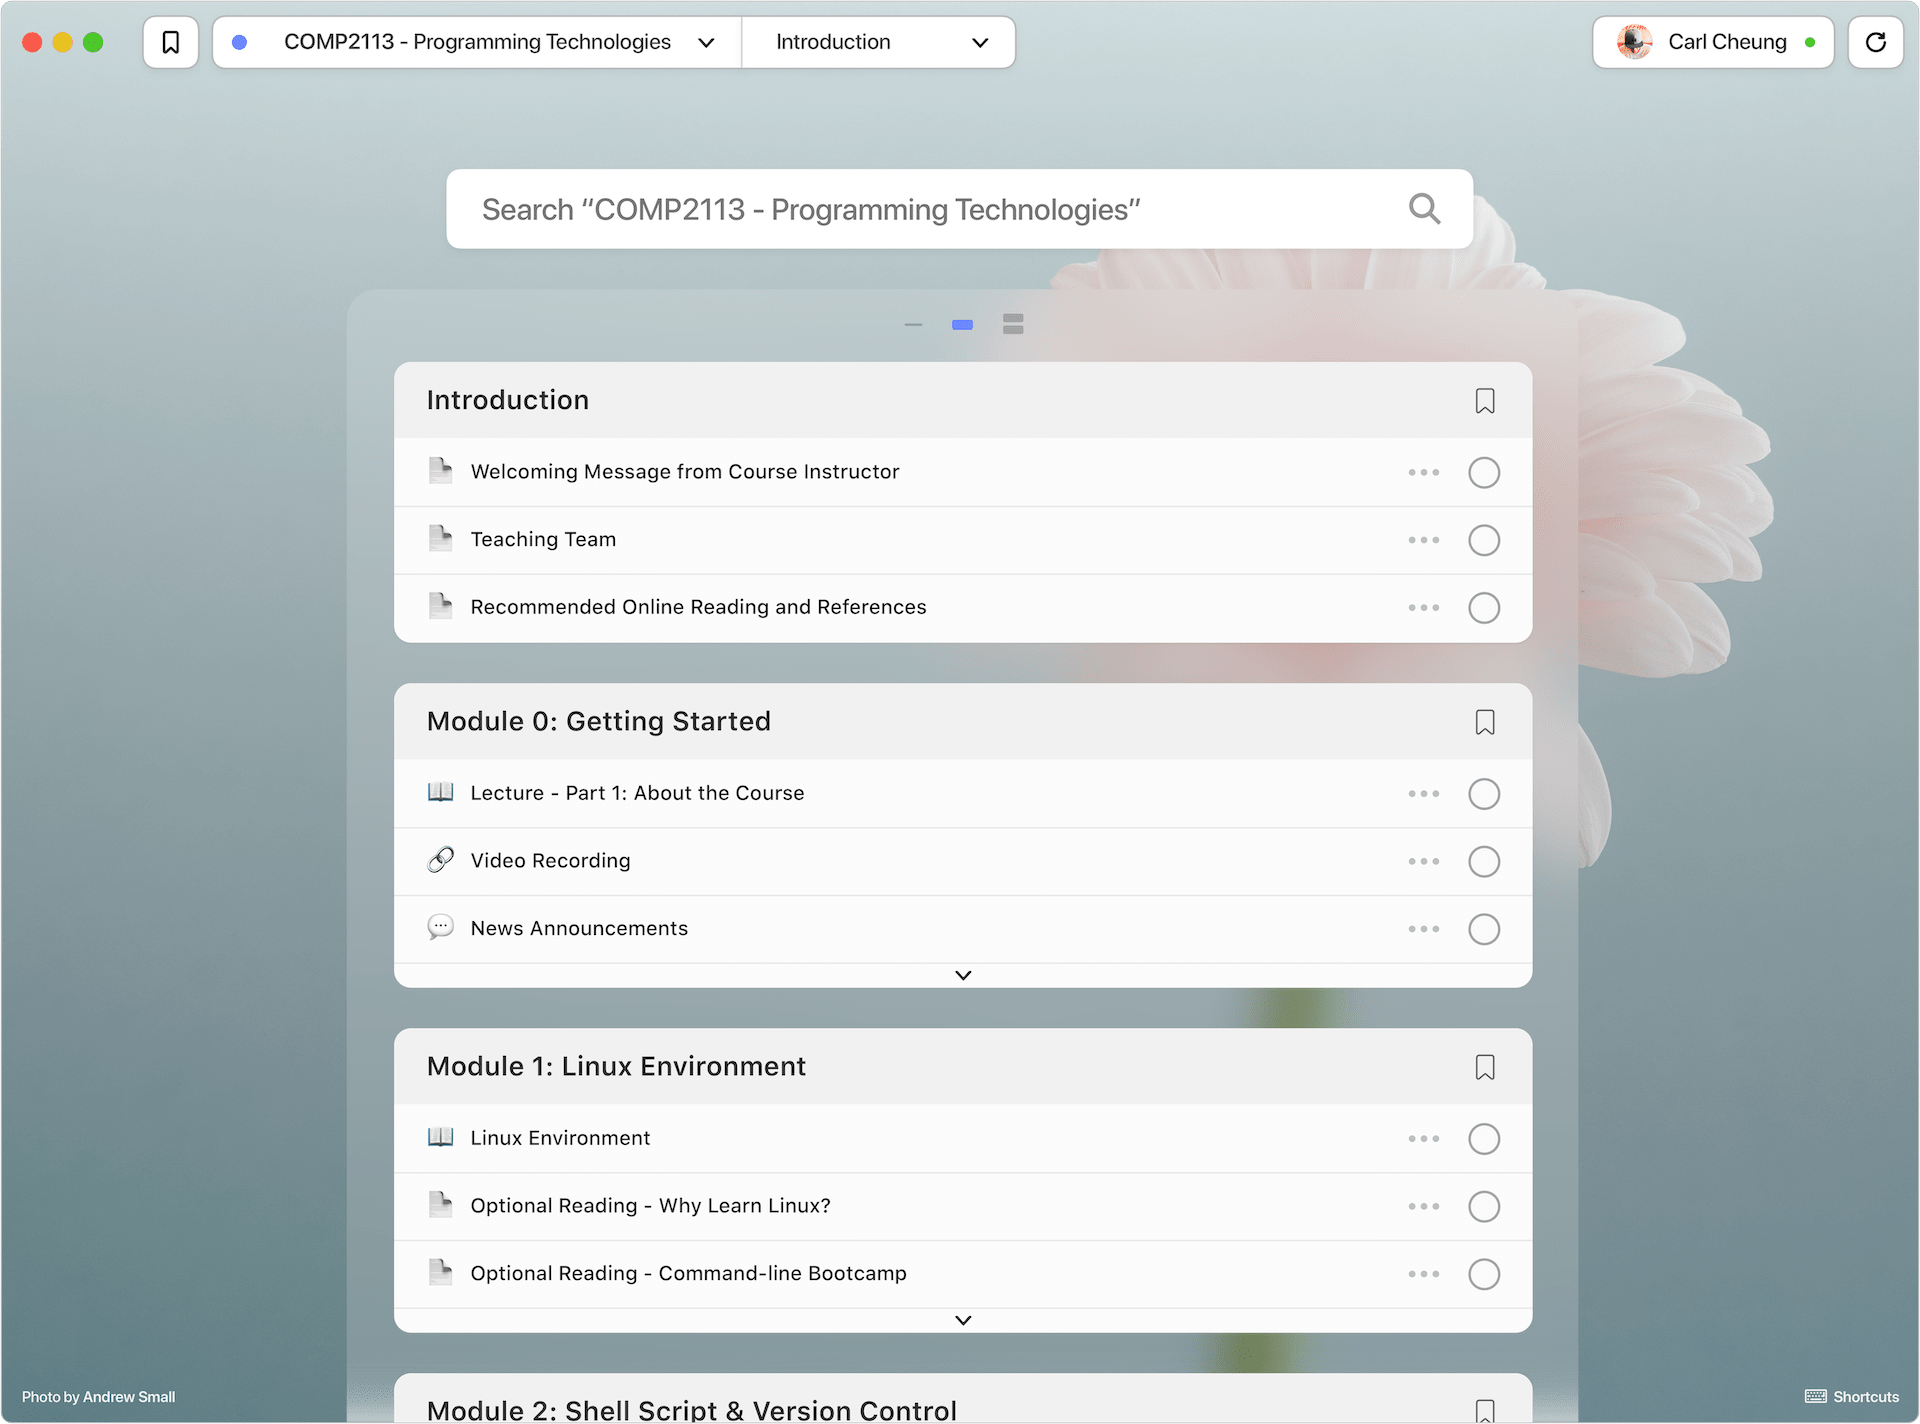 COMP2113 - Programming Technologies
Introduction
Carl Cheung
Search “COMP2113 - Programming Technologies”
Introduction
Welcoming Message from Course Instructor
Teaching Team
Recommended Online Reading and References
Module 0: Getting Started
Lecture - Part 1: About the Course
Video Recording
News Announcements
Module 1: Linux Environment
Linux Environment
Optional Reading - Why Learn Linux?
Optional Reading - Command-line Bootcamp
Module 2: Shell Script & Version Control
Photo by Andrew Small
Shortcuts